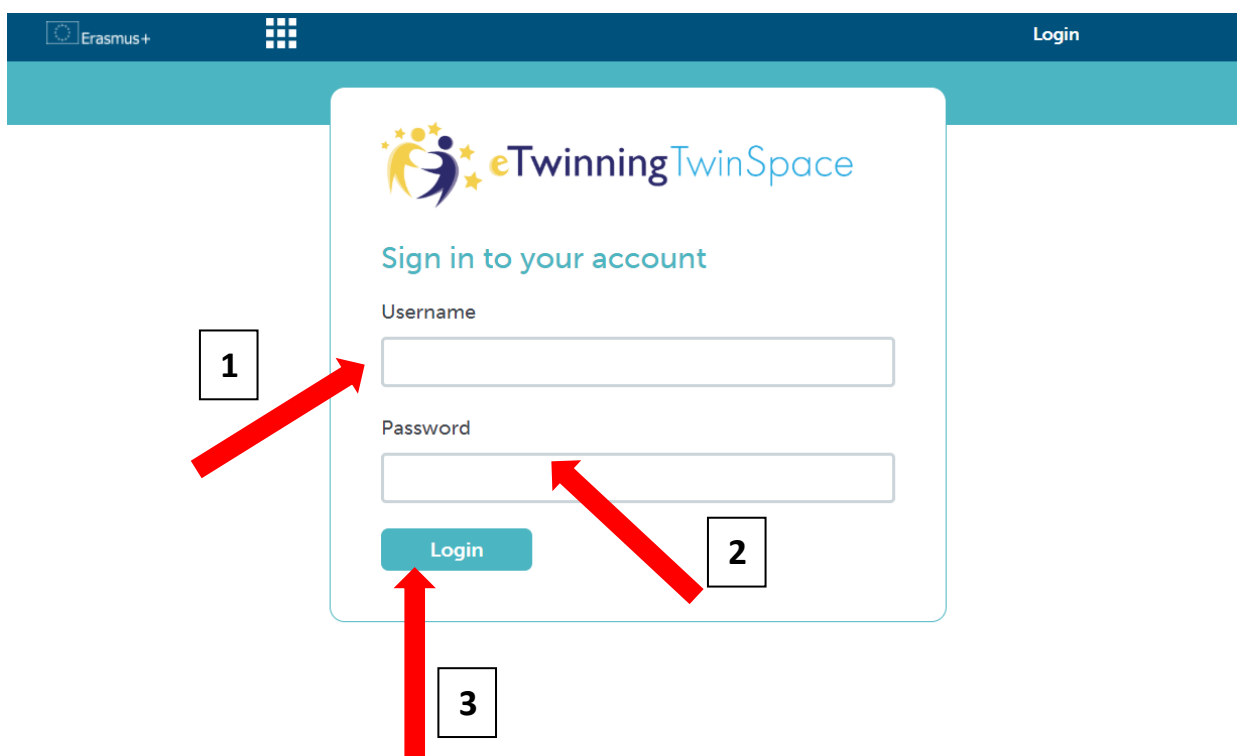 Erasmus+ Login
eTwinning TwinSpace
Sign in to your account
Username
1
Password
Login
2
3